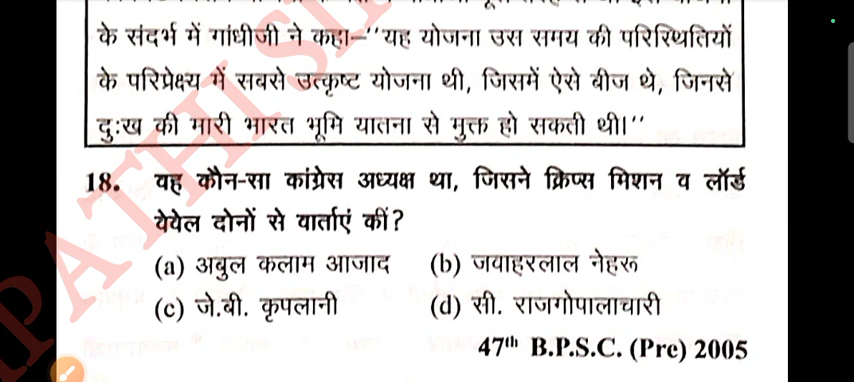 के संदर्भ में गांधीजी ने कहा–''यह योजना उस समय की परिस्थितियों
के परिप्रेक्ष्य में सबसे उत्कृष्ट योजना थी, जिसमें ऐसे बीज थे, जिनसे
दुःख की मारी भारत भूमि यातना से मुक्त हो सकती थी।''
18. वह कौन-सा कांग्रेस अध्यक्ष था, जिसने क्रिप्स मिशन व लॉर्ड
वेवेल दोनों से वार्ताएं कीं?
(a) अबुल कलाम आजाद (b) जवाहरलाल नेहरू
(c) जे.बी. कृपलानी (d) सी. राजगोपालाचारी
47th B.P.S.C. (Pre) 2005